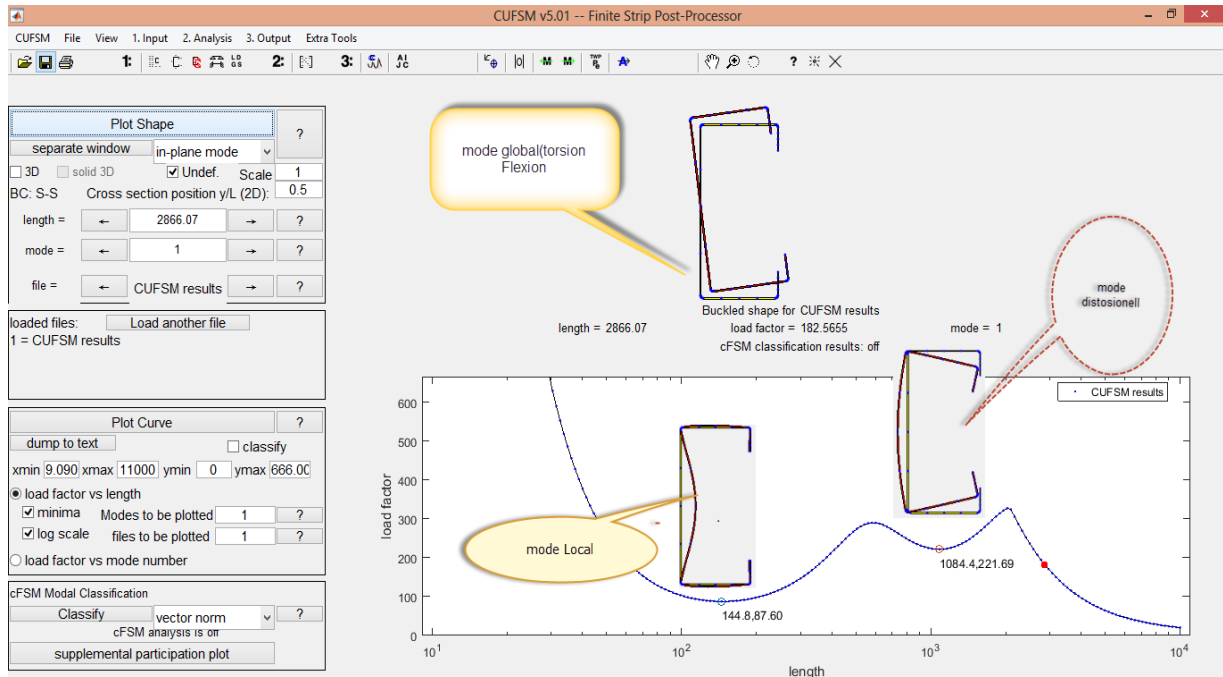 CUFSM v5.01 -- Finite Strip Post-Processor
CUFSM File View 1. Input 2. Analysis 3. Output Extra Tools
1: 2: 3:
Plot Shape
?
separate window in-plane mode
3D solid 3D Undef. Scale 1
BC: S-S Cross section position y/L (2D): 0.5
length = ← 2866.07 → ?
mode = ← 1 → ?
file = ← CUFSM results → ?
loaded files: Load another file
1 = CUFSM results
Plot Curve ?
dump to text classify
xmin 9.090 xmax 11000 ymin 0 ymax 666.00
load factor vs length
minima Modes to be plotted 1 ?
log scale files to be plotted 1 ?
load factor vs mode number
cFSM Modal Classification
Classify vector norm ?
cFSM analysis is off
supplemental participation plot
mode global(torsion
Flexion
mode
distosionell
Buckled shape for CUFSM results
length = 2866.07 load factor = 182.5655 mode = 1
cFSM classification results: off
CUFSM results
mode Local
144.8,87.60
1084.4,221.69
load factor
600
500
400
300
200
100
0
10^1 10^2 10^3 10^4
length